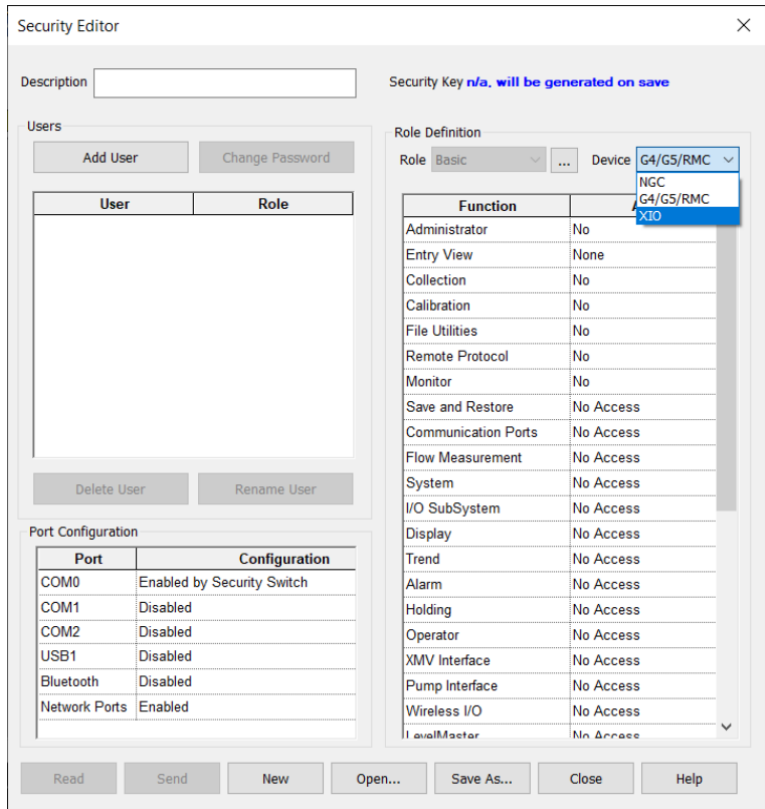 Security Editor
Description
Security Key n/a, will be generated on save
Users
Add User
Change Password
User Role
Delete User
Rename User
Port Configuration
Port Configuration
COM0 Enabled by Security Switch
COM1 Disabled
COM2 Disabled
USB1 Disabled
Bluetooth Disabled
Network Ports Enabled
Role Definition
Role Basic ... Device G4/G5/RMC
NGC
G4/G5/RMC
XIO
Function
Administrator No
Entry View None
Collection No
Calibration No
File Utilities No
Remote Protocol No
Monitor No
Save and Restore No Access
Communication Ports No Access
Flow Measurement No Access
System No Access
I/O SubSystem No Access
Display No Access
Trend No Access
Alarm No Access
Holding No Access
Operator No Access
XMV Interface No Access
Pump Interface No Access
Wireless I/O No Access
LevelMaster No Access
Read Send New Open... Save As... Close Help